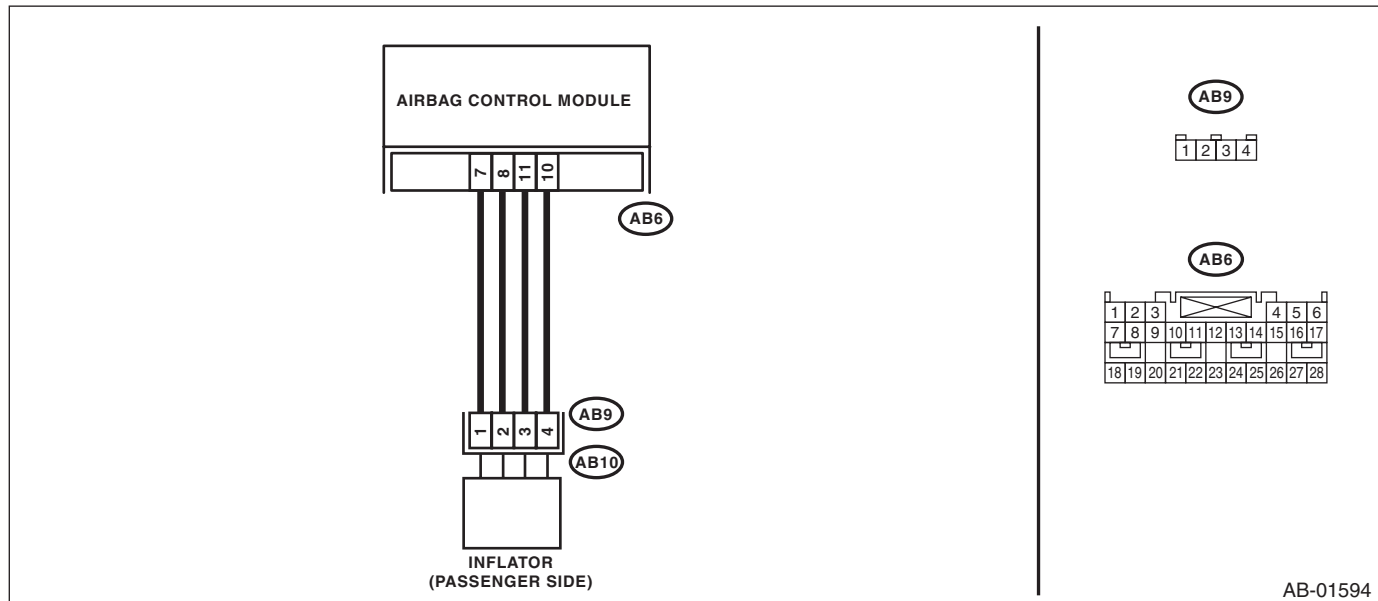 AIRBAG CONTROL MODULE
7 8 11 10
AB6
1 2 3 4
AB9
AB10
INFLATOR
(PASSENGER SIDE)
AB9
1 2 3 4
AB6
1 2 3 4 5 6
7 8 9 10 11 12 13 14 15 16 17
18 19 20 21 22 23 24 25 26 27 28
AB-01594